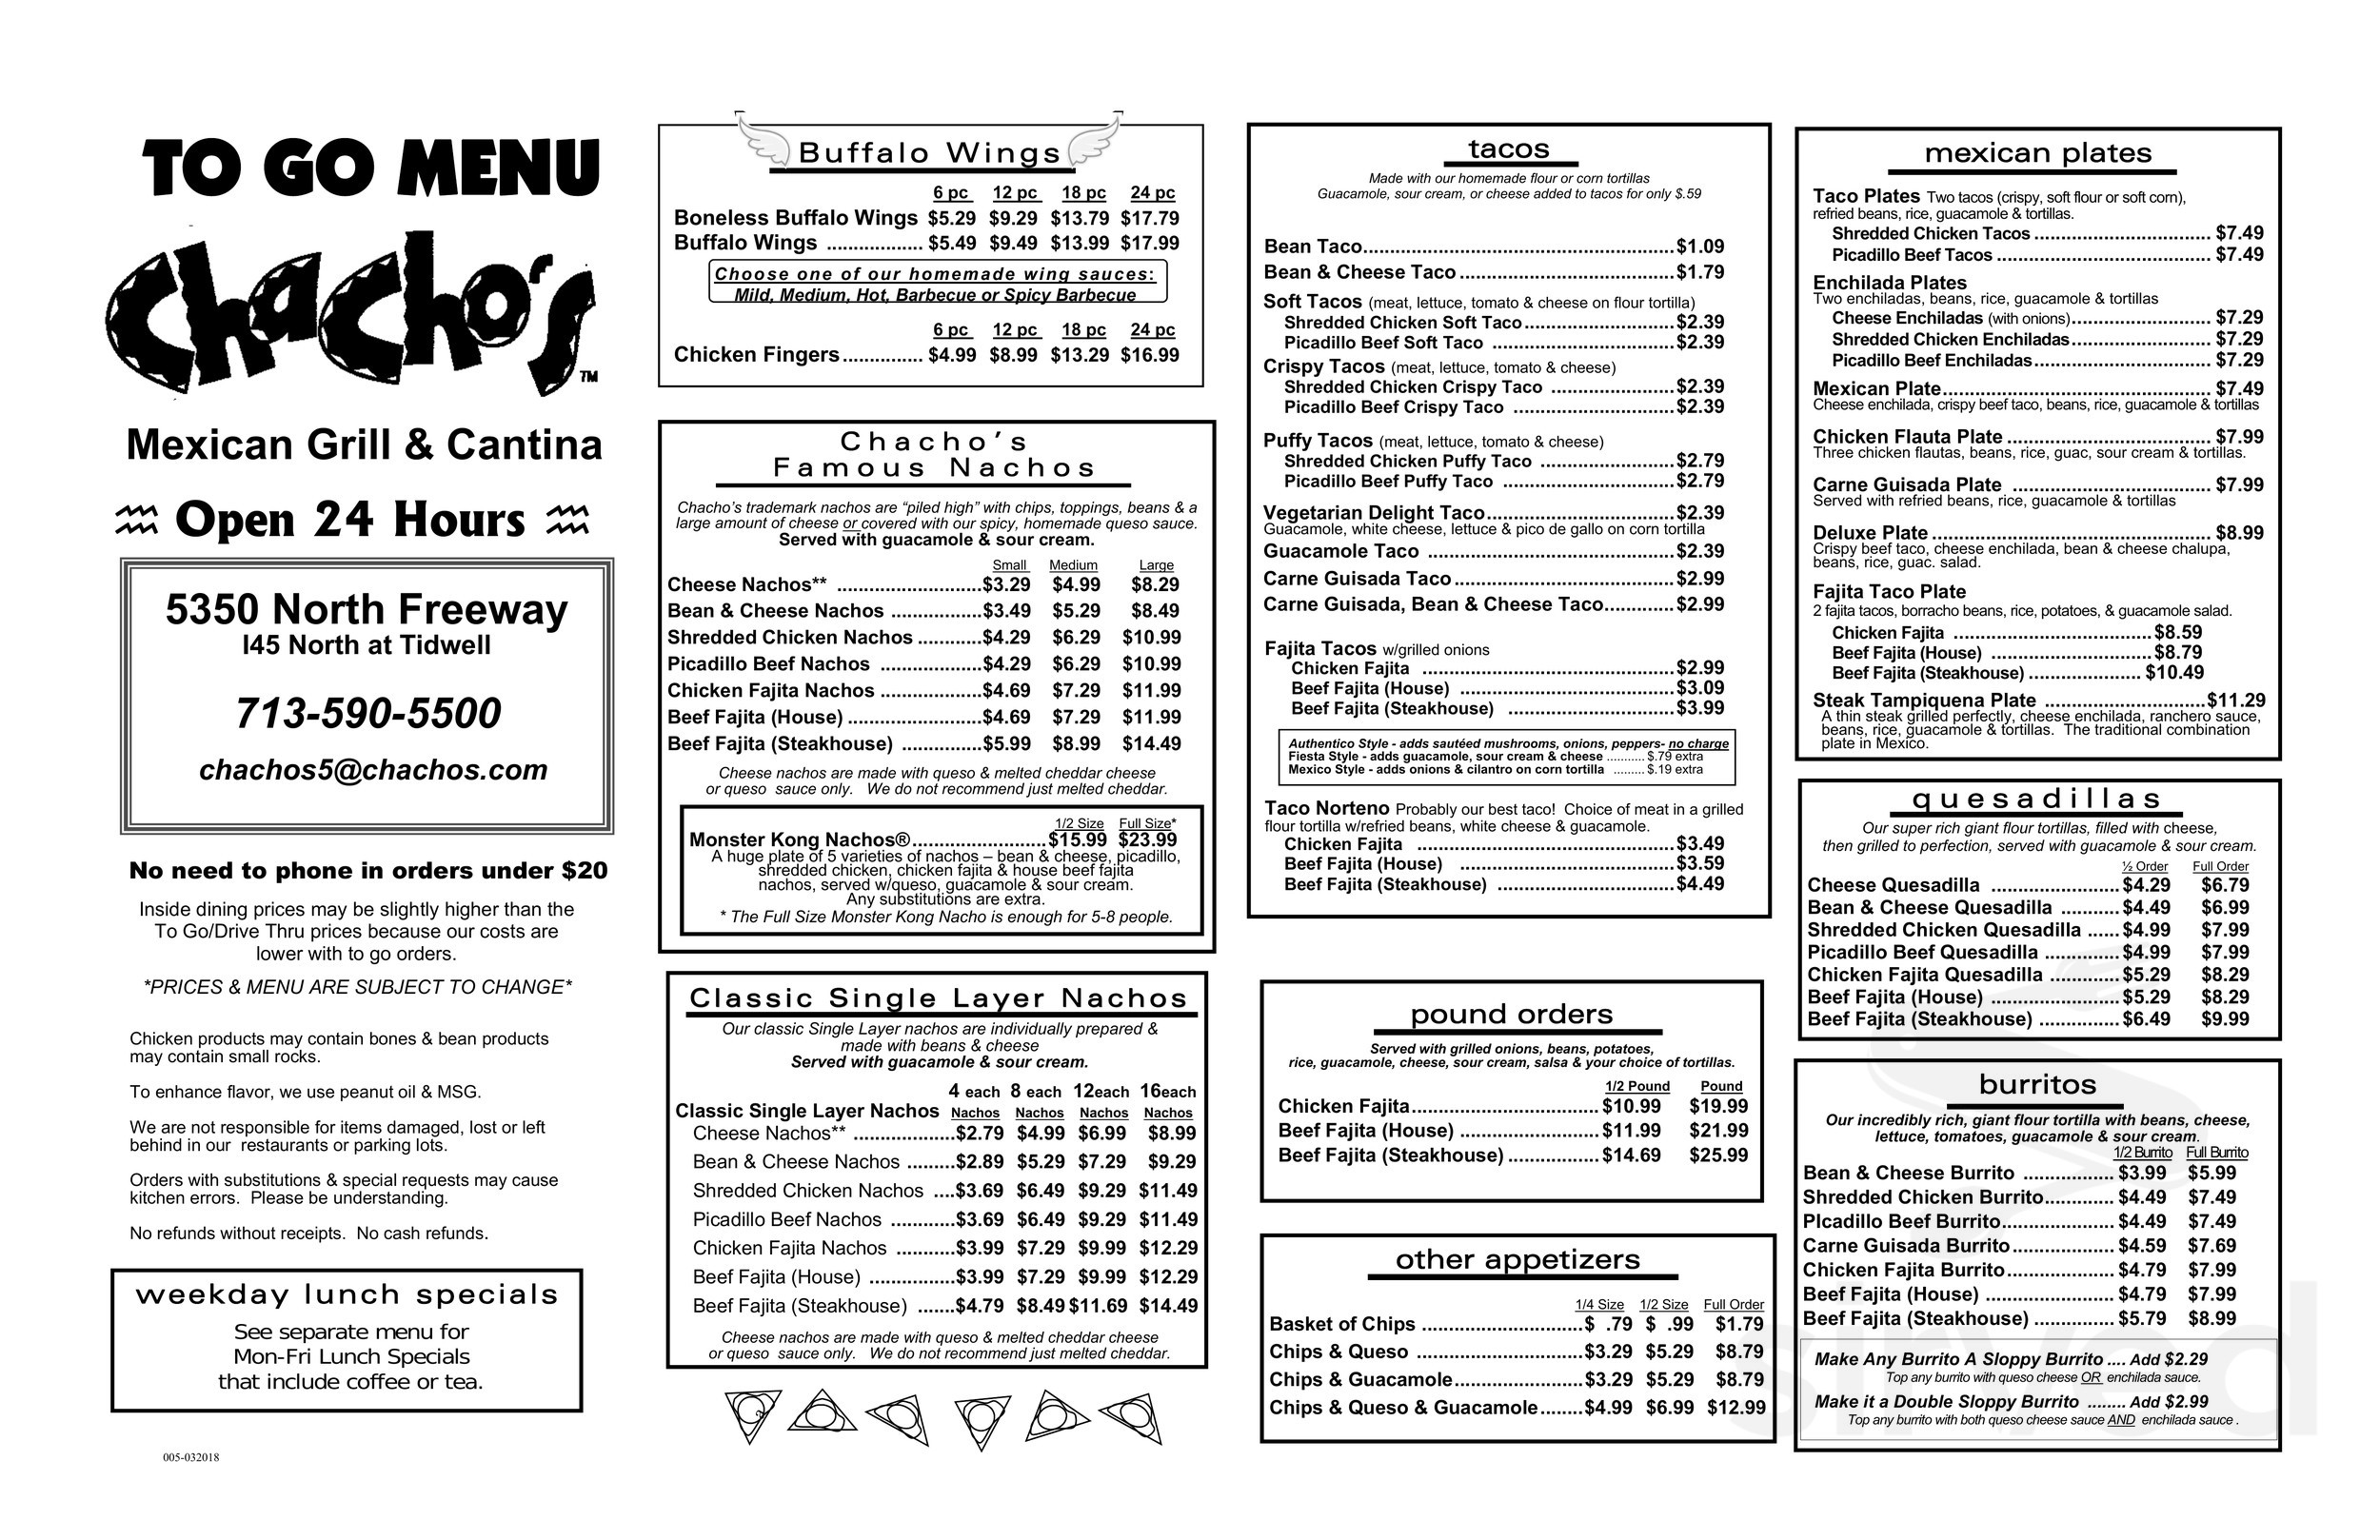 TO GO MENU
Chacho's
TM
Mexican Grill & Cantina
Open 24 Hours
5350 North Freeway
I45 North at Tidwell
713-590-5500
chachos5@chachos.com
No need to phone in orders under $20
Inside dining prices may be slightly higher than the
To Go/Drive Thru prices because our costs are
lower with to go orders.
*PRICES & MENU ARE SUBJECT TO CHANGE*
Chicken products may contain bones & bean products
may contain small rocks.
To enhance flavor, we use peanut oil & MSG.
We are not responsible for items damaged, lost or left
behind in our restaurants or parking lots.
Orders with substitutions & special requests may cause
kitchen errors. Please be understanding.
No refunds without receipts. No cash refunds.
weekday lunch specials
See separate menu for
Mon-Fri Lunch Specials
that include coffee or tea.
005-032018
Buffalo Wings
6 pc 12 pc 18 pc 24 pc
Boneless Buffalo Wings $5.29 $9.29 $13.79 $17.79
Buffalo Wings .................. $5.49 $9.49 $13.99 $17.99
Choose one of our homemade wing sauces:
Mild, Medium, Hot, Barbecue or Spicy Barbecue
6 pc 12 pc 18 pc 24 pc
Chicken Fingers............... $4.99 $8.99 $13.29 $16.99
Chacho's
Famous Nachos
Chacho's trademark nachos are “piled high” with chips, toppings, beans & a
large amount of cheese or covered with our spicy, homemade queso sauce.
Served with guacamole & sour cream.
Small Medium Large
Cheese Nachos** ...........................$3.29 $4.99 $8.29
Bean & Cheese Nachos .................$3.49 $5.29 $8.49
Shredded Chicken Nachos ............$4.29 $6.29 $10.99
Picadillo Beef Nachos ...................$4.29 $6.29 $10.99
Chicken Fajita Nachos ...................$4.69 $7.29 $11.99
Beef Fajita (House) .........................$4.69 $7.29 $11.99
Beef Fajita (Steakhouse) ...............$5.99 $8.99 $14.49
Cheese nachos are made with queso & melted cheddar cheese
or queso sauce only. We do not recommend just melted cheddar.
1/2 Size Full Size*
Monster Kong Nachos®.........................$15.99 $23.99
A huge plate of 5 varieties of nachos – bean & cheese, picadillo,
shredded chicken, chicken fajita & house beef fajita
nachos, served w/queso, guacamole & sour cream.
Any substitutions are extra.
* The Full Size Monster Kong Nacho is enough for 5-8 people.
Classic Single Layer Nachos
Our classic Single Layer nachos are individually prepared &
made with beans & cheese
Served with guacamole & sour cream.
4 each 8 each 12each 16each
Classic Single Layer Nachos Nachos Nachos Nachos Nachos
Cheese Nachos** ...................$2.79 $4.99 $6.99 $8.99
Bean & Cheese Nachos .........$2.89 $5.29 $7.29 $9.29
Shredded Chicken Nachos ....$3.69 $6.49 $9.29 $11.49
Picadillo Beef Nachos ............$3.69 $6.49 $9.29 $11.49
Chicken Fajita Nachos ...........$3.99 $7.29 $9.99 $12.29
Beef Fajita (House) ................$3.99 $7.29 $9.99 $12.29
Beef Fajita (Steakhouse) .......$4.79 $8.49 $11.69 $14.49
Cheese nachos are made with queso & melted cheddar cheese
or queso sauce only. We do not recommend just melted cheddar.
tacos
Made with our homemade flour or corn tortillas
Guacamole, sour cream, or cheese added to tacos for only $.59
Bean Taco..........................................................$1.09
Bean & Cheese Taco ........................................$1.79
Soft Tacos (meat, lettuce, tomato & cheese on flour tortilla)
Shredded Chicken Soft Taco............................$2.39
Picadillo Beef Soft Taco ..................................$2.39
Crispy Tacos (meat, lettuce, tomato & cheese)
Shredded Chicken Crispy Taco .......................$2.39
Picadillo Beef Crispy Taco ..............................$2.39
Puffy Tacos (meat, lettuce, tomato & cheese)
Shredded Chicken Puffy Taco .........................$2.79
Picadillo Beef Puffy Taco ................................$2.79
Vegetarian Delight Taco...................................$2.39
Guacamole, white cheese, lettuce & pico de gallo on corn tortilla
Guacamole Taco ..............................................$2.39
Carne Guisada Taco.........................................$2.99
Carne Guisada, Bean & Cheese Taco.............$2.99
Fajita Tacos w/grilled onions
Chicken Fajita ...............................................$2.99
Beef Fajita (House) ........................................$3.09
Beef Fajita (Steakhouse) ...............................$3.99
Authentico Style - adds sautéed mushrooms, onions, peppers- no charge
Fiesta Style - adds guacamole, sour cream & cheese .......... $.79 extra
Mexico Style - adds onions & cilantro on corn tortilla ......... $.19 extra
Taco Norteno Probably our best taco! Choice of meat in a grilled
flour tortilla w/refried beans, white cheese & guacamole.
Chicken Fajita ................................................$3.49
Beef Fajita (House) ........................................$3.59
Beef Fajita (Steakhouse) .................................$4.49
pound orders
Served with grilled onions, beans, potatoes,
rice, guacamole, cheese, sour cream, salsa & your choice of tortillas.
1/2 Pound Pound
Chicken Fajita................................... $10.99 $19.99
Beef Fajita (House) .......................... $11.99 $21.99
Beef Fajita (Steakhouse) ................. $14.69 $25.99
other appetizers
1/4 Size 1/2 Size Full Order
Basket of Chips ..............................$ .79 $ .99 $1.79
Chips & Queso ...............................$3.29 $5.29 $8.79
Chips & Guacamole........................$3.29 $5.29 $8.79
Chips & Queso & Guacamole........$4.99 $6.99 $12.99
mexican plates
Taco Plates Two tacos (crispy, soft flour or soft corn),
refried beans, rice, guacamole & tortillas.
Shredded Chicken Tacos ................................. $7.49
Picadillo Beef Tacos ........................................ $7.49
Enchilada Plates
Two enchiladas, beans, rice, guacamole & tortillas
Cheese Enchiladas (with onions).......................... $7.29
Shredded Chicken Enchiladas.......................... $7.29
Picadillo Beef Enchiladas................................. $7.29
Mexican Plate.................................................. $7.49
Cheese enchilada, crispy beef taco, beans, rice, guacamole & tortillas
Chicken Flauta Plate ...................................... $7.99
Three chicken flautas, beans, rice, guac, sour cream & tortillas.
Carne Guisada Plate ..................................... $7.99
Served with refried beans, rice, guacamole & tortillas
Deluxe Plate .................................................... $8.99
Crispy beef taco, cheese enchilada, bean & cheese chalupa,
beans, rice, guac. salad.
Fajita Taco Plate
2 fajita tacos, borracho beans, rice, potatoes, & guacamole salad.
Chicken Fajita .....................................$8.59
Beef Fajita (House) ..............................$8.79
Beef Fajita (Steakhouse) ..................... $10.49
Steak Tampiquena Plate ..............................$11.29
A thin steak grilled perfectly, cheese enchilada, ranchero sauce,
beans, rice, guacamole & tortillas. The traditional combination
plate in Mexico.
quesadillas
Our super rich giant flour tortillas, filled with cheese,
then grilled to perfection, served with guacamole & sour cream.
½ Order Full Order
Cheese Quesadilla ........................$4.29 $6.79
Bean & Cheese Quesadilla ...........$4.49 $6.99
Shredded Chicken Quesadilla ......$4.99 $7.99
Picadillo Beef Quesadilla ..............$4.99 $7.99
Chicken Fajita Quesadilla .............$5.29 $8.29
Beef Fajita (House) ........................$5.29 $8.29
Beef Fajita (Steakhouse) ...............$6.49 $9.99
burritos
Our incredibly rich, giant flour tortilla with beans, cheese,
lettuce, tomatoes, guacamole & sour cream.
1/2 Burrito Full Burrito
Bean & Cheese Burrito ................. $3.99 $5.99
Shredded Chicken Burrito............. $4.49 $7.49
PIcadillo Beef Burrito..................... $4.49 $7.49
Carne Guisada Burrito................... $4.59 $7.69
Chicken Fajita Burrito.................... $4.79 $7.99
Beef Fajita (House) ........................ $4.79 $7.99
Beef Fajita (Steakhouse) ............... $5.79 $8.99
Make Any Burrito A Sloppy Burrito .... Add $2.29
Top any burrito with queso cheese OR enchilada sauce.
Make it a Double Sloppy Burrito ........ Add $2.99
Top any burrito with both queso cheese sauce AND enchilada sauce .
sirved